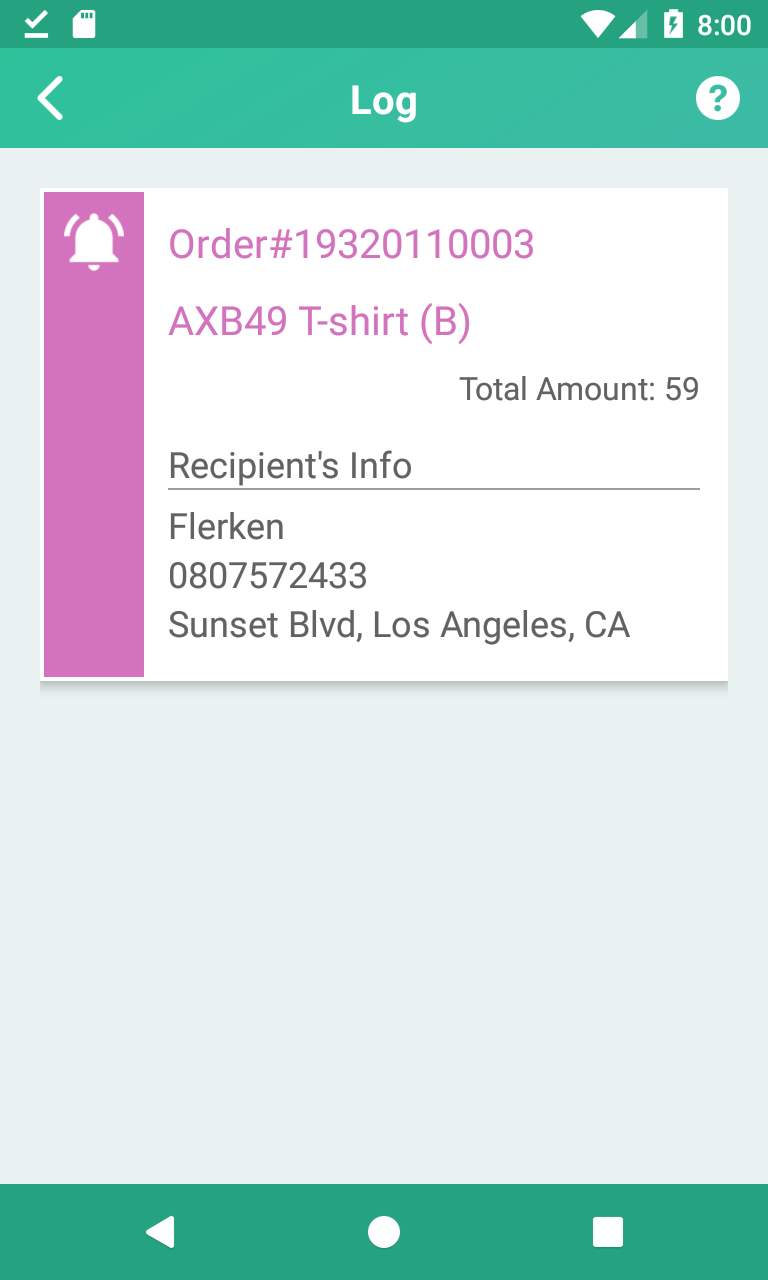 8:00
Log
?
Order#19320110003
AXB49 T-shirt (B)
Total Amount: 59
Recipient's Info
Flerken
0807572433
Sunset Blvd, Los Angeles, CA